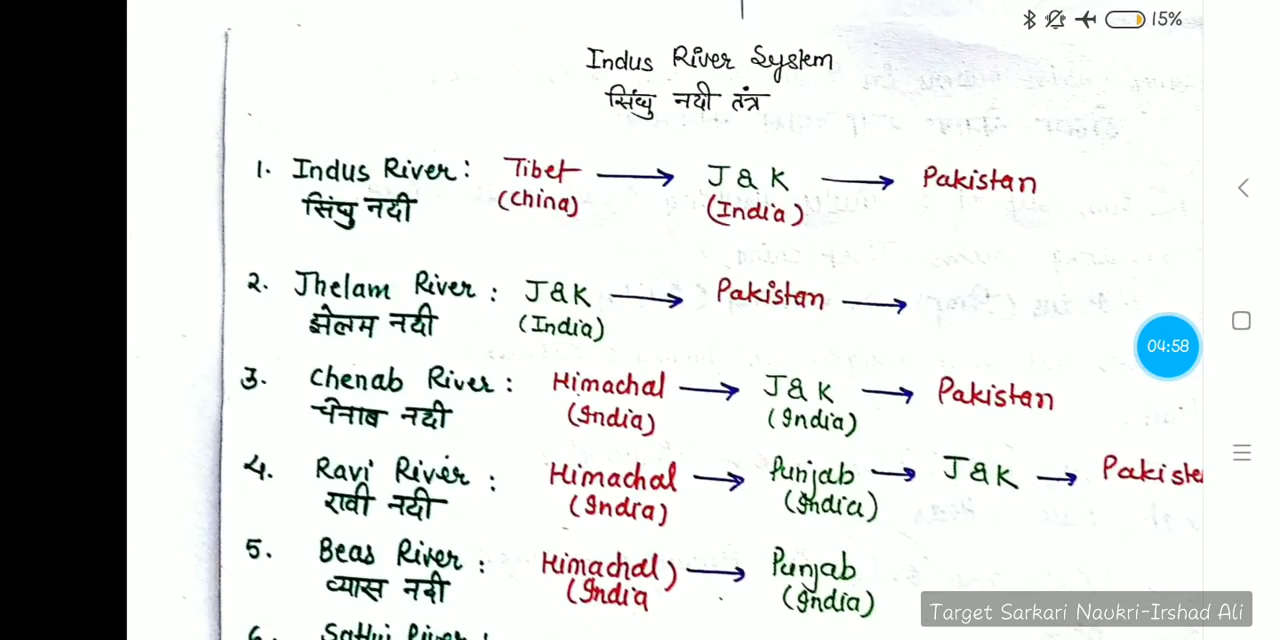 15%
Indus River System
सिंधु नदी तंत्र
1. Indus River: Tibet → J & K → Pakistan
सिंधु नदी (China) (India)
2. Jhelam River: J&K → Pakistan →
झेलम नदी (India)
04:58
3. Chenab River: Himachal → J&K → Pakistan
चेनाब नदी (India) (India)
4. Ravi River: Himachal → Punjab → J&K → Pakiste
रावी नदी (India) (India)
5. Beas River: Himachal) → Punjab
व्यास नदी (India (India)
Target Sarkari Naukri-Irshad Ali
6.